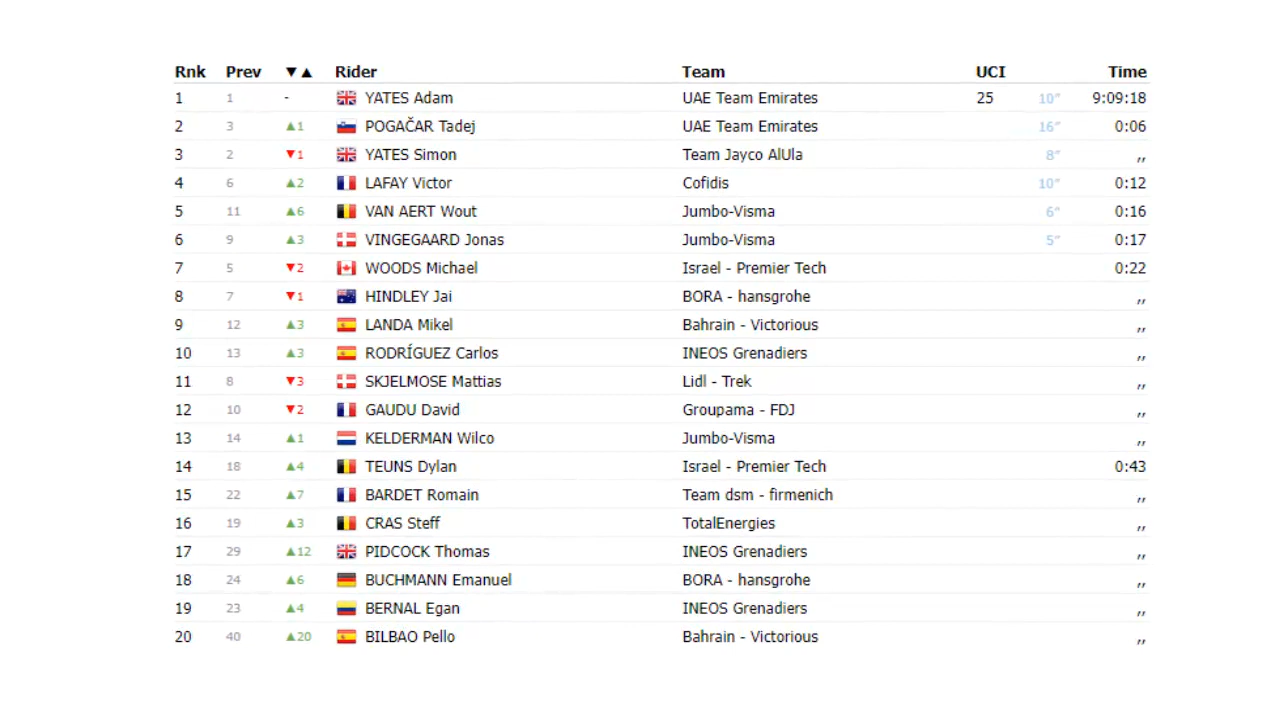 Rnk Prev ▼▲ Rider Team UCI Time
1 1 - YATES Adam UAE Team Emirates 25 10″ 9:09:18
2 3 ▲1 POGAČAR Tadej UAE Team Emirates 16″ 0:06
3 2 ▼1 YATES Simon Team Jayco AlUla 8″ ,,
4 6 ▲2 LAFAY Victor Cofidis 10″ 0:12
5 11 ▲6 VAN AERT Wout Jumbo-Visma 6″ 0:16
6 9 ▲3 VINGEGAARD Jonas Jumbo-Visma 5″ 0:17
7 5 ▼2 WOODS Michael Israel - Premier Tech 0:22
8 7 ▼1 HINDLEY Jai BORA - hansgrohe ,,
9 12 ▲3 LANDA Mikel Bahrain - Victorious ,,
10 13 ▲3 RODRÍGUEZ Carlos INEOS Grenadiers ,,
11 8 ▼3 SKJELMOSE Mattias Lidl - Trek ,,
12 10 ▼2 GAUDU David Groupama - FDJ ,,
13 14 ▲1 KELDERMAN Wilco Jumbo-Visma ,,
14 18 ▲4 TEUNS Dylan Israel - Premier Tech 0:43
15 22 ▲7 BARDET Romain Team dsm - firmenich ,,
16 19 ▲3 CRAS Steff TotalEnergies ,,
17 29 ▲12 PIDCOCK Thomas INEOS Grenadiers ,,
18 24 ▲6 BUCHMANN Emanuel BORA - hansgrohe ,,
19 23 ▲4 BERNAL Egan INEOS Grenadiers ,,
20 40 ▲20 BILBAO Pello Bahrain - Victorious ,,